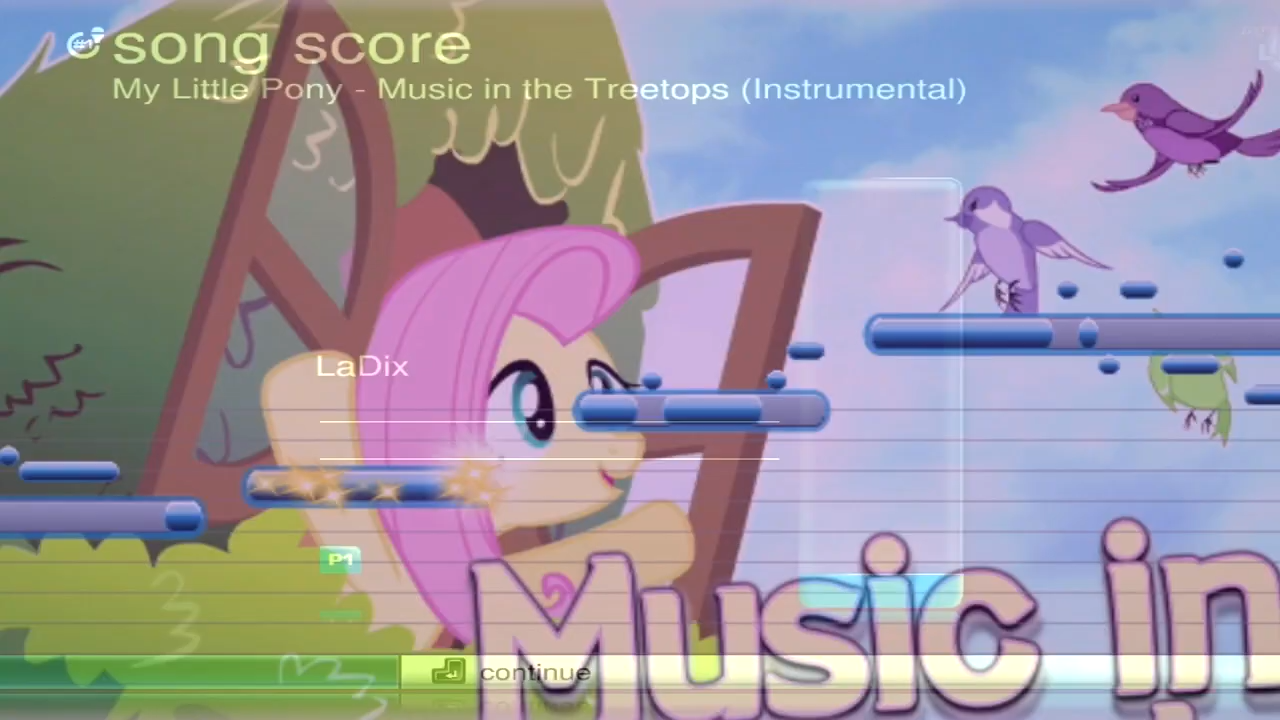 song score
My Little Pony - Music in the Treetops (Instrumental)
LaDix
P1
continue
Music in